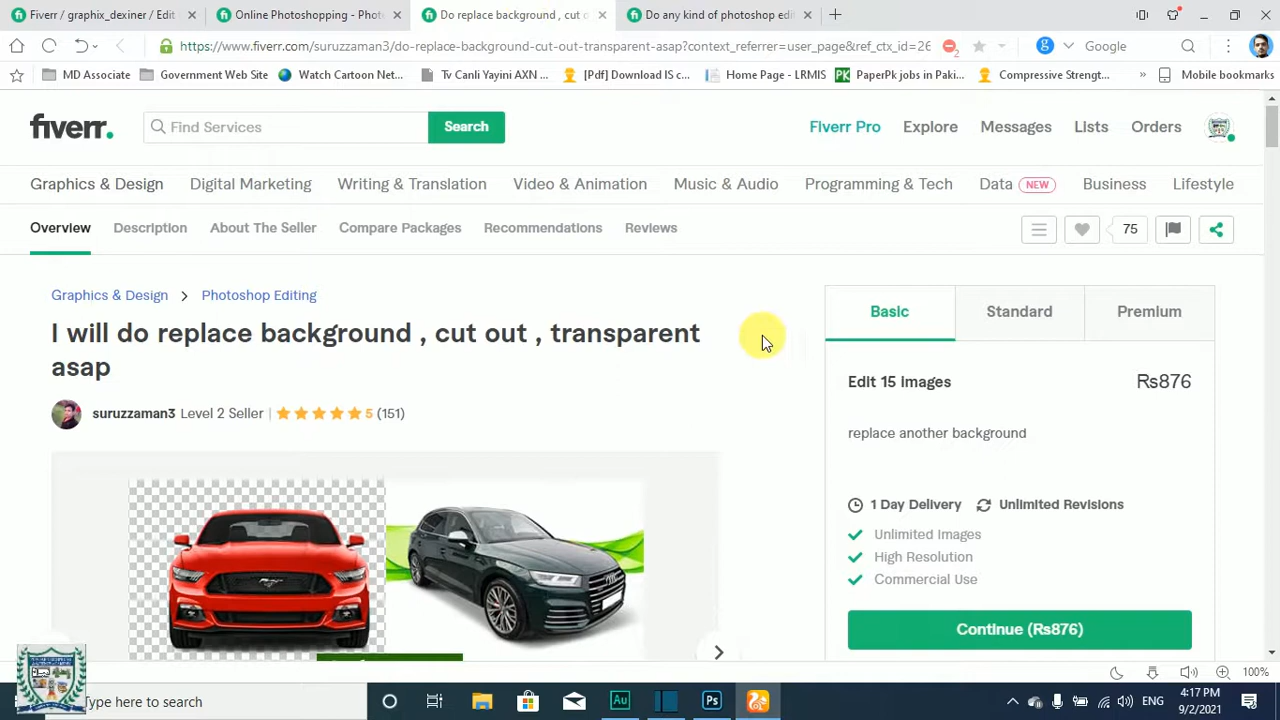 Fiverr / graphix_dexiner / Edit
Online Photoshopping - Phot
Do replace background , cut o
Do any kind of photoshop edi
https://www.fiverr.com/suruzzaman3/do-replace-background-cut-out-transparent-asap?context_referrer=user_page&ref_ctx_id=26
2
Google
MD Associate
Government Web Site
Watch Cartoon Net...
Tv Canli Yayini AXN ...
[Pdf] Download IS c...
Home Page - LRMIS
PaperPk jobs in Paki...
Compressive Strengt...
»
Mobile bookmarks
fiverr.
Find Services
Search
Fiverr Pro
Explore
Messages
Lists
Orders
Graphics & Design
Digital Marketing
Writing & Translation
Video & Animation
Music & Audio
Programming & Tech
Data NEW
Business
Lifestyle
Overview
Description
About The Seller
Compare Packages
Recommendations
Reviews
75
Graphics & Design > Photoshop Editing
I will do replace background , cut out , transparent
asap
suruzzaman3 Level 2 Seller | 5 (151)
Basic
Standard
Premium
Edit 15 images Rs876
replace another background
1 Day Delivery Unlimited Revisions
Unlimited Images
High Resolution
Commercial Use
Continue (Rs876)
100%
Type here to search
Au
Ps
ENG
4:17 PM
9/2/2021